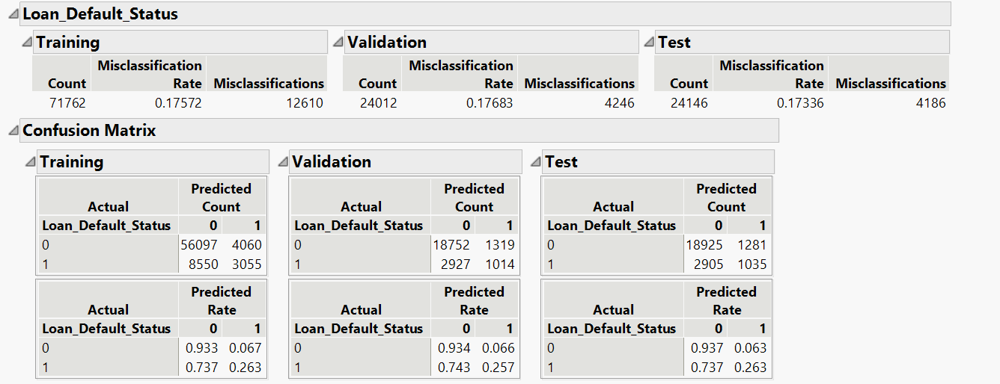 Loan_Default_Status
Training Validation Test
Misclassification Misclassification Misclassification
Count Rate Misclassifications Count Rate Misclassifications Count Rate Misclassifications
71762 0.17572 12610 24012 0.17683 4246 24146 0.17336 4186
Confusion Matrix
Training Validation Test
Predicted Predicted Predicted
Actual Count Actual Count Actual Count
Loan_Default_Status 0 1 Loan_Default_Status 0 1 Loan_Default_Status 0 1
0 56097 4060 0 18752 1319 0 18925 1281
1 8550 3055 1 2927 1014 1 2905 1035
Predicted Predicted Predicted
Actual Rate Actual Rate Actual Rate
Loan_Default_Status 0 1 Loan_Default_Status 0 1 Loan_Default_Status 0 1
0 0.933 0.067 0 0.934 0.066 0 0.937 0.063
1 0.737 0.263 1 0.743 0.257 1 0.737 0.263